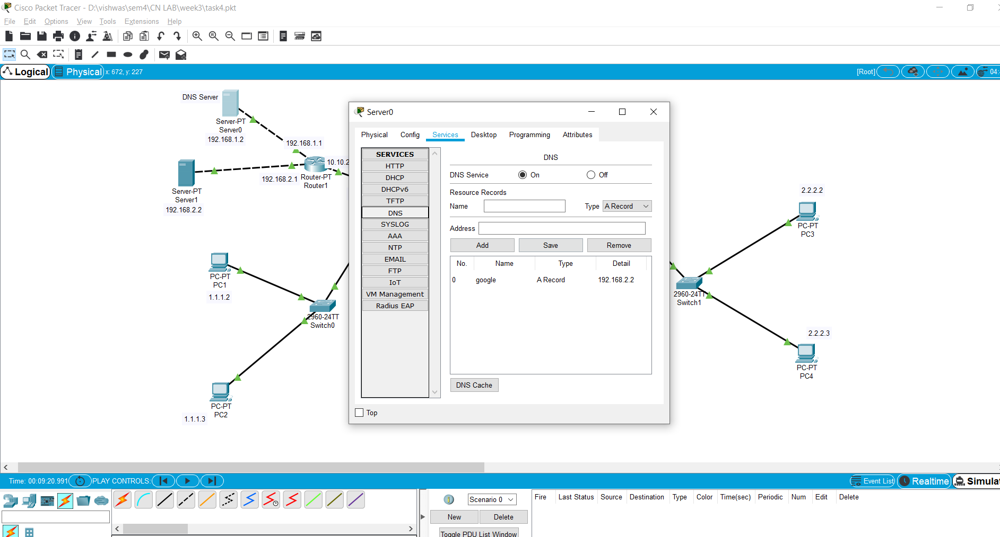 Cisco Packet Tracer - D:\vishwas\sem4\CN LAB\week3\task4.pkt
File Edit Options View Tools Extensions Help
Logical Physical x: 672, y: 227 [Root] 04:
DNS Server
Server-PT
Server0
192.168.1.2
192.168.1.1
10.10.2
Server-PT
Server1
192.168.2.2
192.168.2.1
Router-PT
Router1
PC-PT
PC1
1.1.1.2
2960-24TT
Switch0
PC-PT
PC2
1.1.1.3
Server0
Physical Config Services Desktop Programming Attributes
SERVICES
HTTP
DHCP
DHCPv6
TFTP
DNS
SYSLOG
AAA
NTP
EMAIL
FTP
IoT
VM Management
Radius EAP
DNS
DNS Service On Off
Resource Records
Name Type A Record
Address
Add Save Remove
No. Name Type Detail
0 google A Record 192.168.2.2
DNS Cache
Top
2.2.2.2
PC-PT
PC3
2960-24TT
Switch1
2.2.2.3
PC-PT
PC4
Time: 00:09:20.991 PLAY CONTROLS: Event List Realtime Simulat
Scenario 0
New Delete
Toggle PDU List Window
Fire Last Status Source Destination Type Color Time(sec) Periodic Num Edit Delete